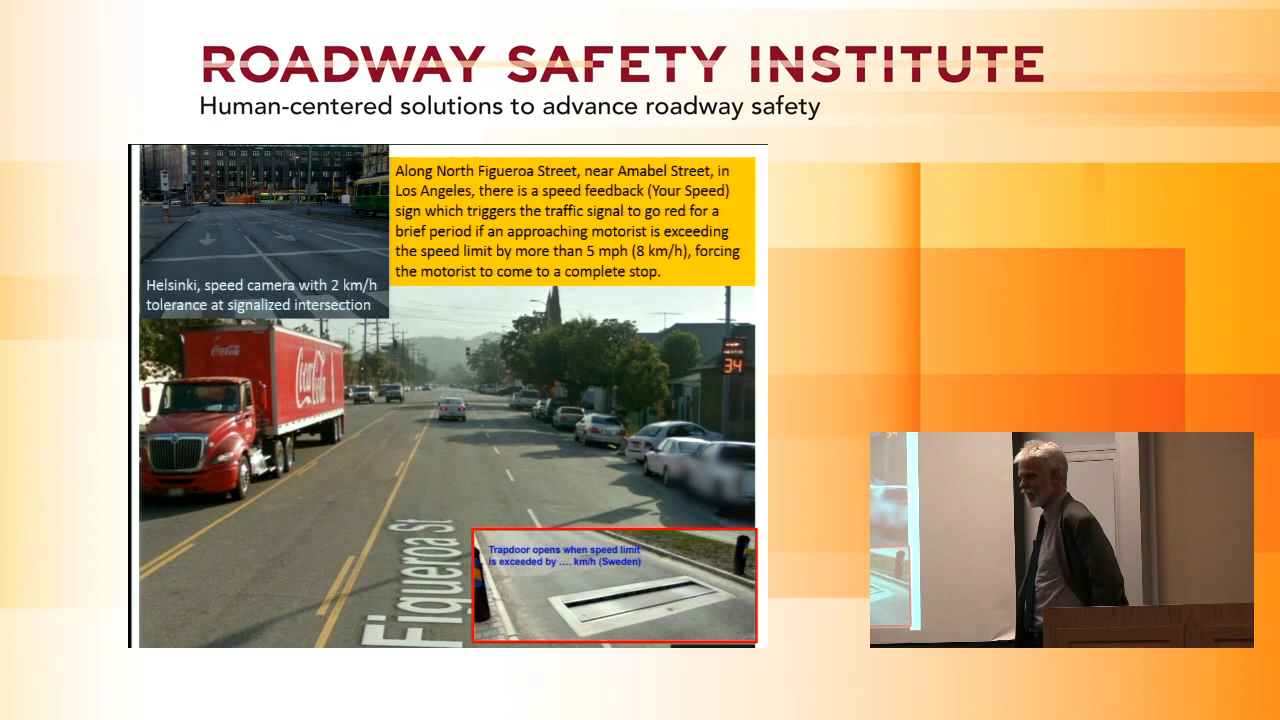 ROADWAY SAFETY INSTITUTE
Human-centered solutions to advance roadway safety
Along North Figueroa Street, near Amabel Street, in
Los Angeles, there is a speed feedback (Your Speed)
sign which triggers the traffic signal to go red for a
brief period if an approaching motorist is exceeding
the speed limit by more than 5 mph (8 km/h), forcing
the motorist to come to a complete stop.
Helsinki, speed camera with 2 km/h
tolerance at signalized intersection
Coca-Cola
Coca-Cola
34
Figueroa St
Trapdoor opens when speed limit
is exceeded by .... km/h (Sweden)